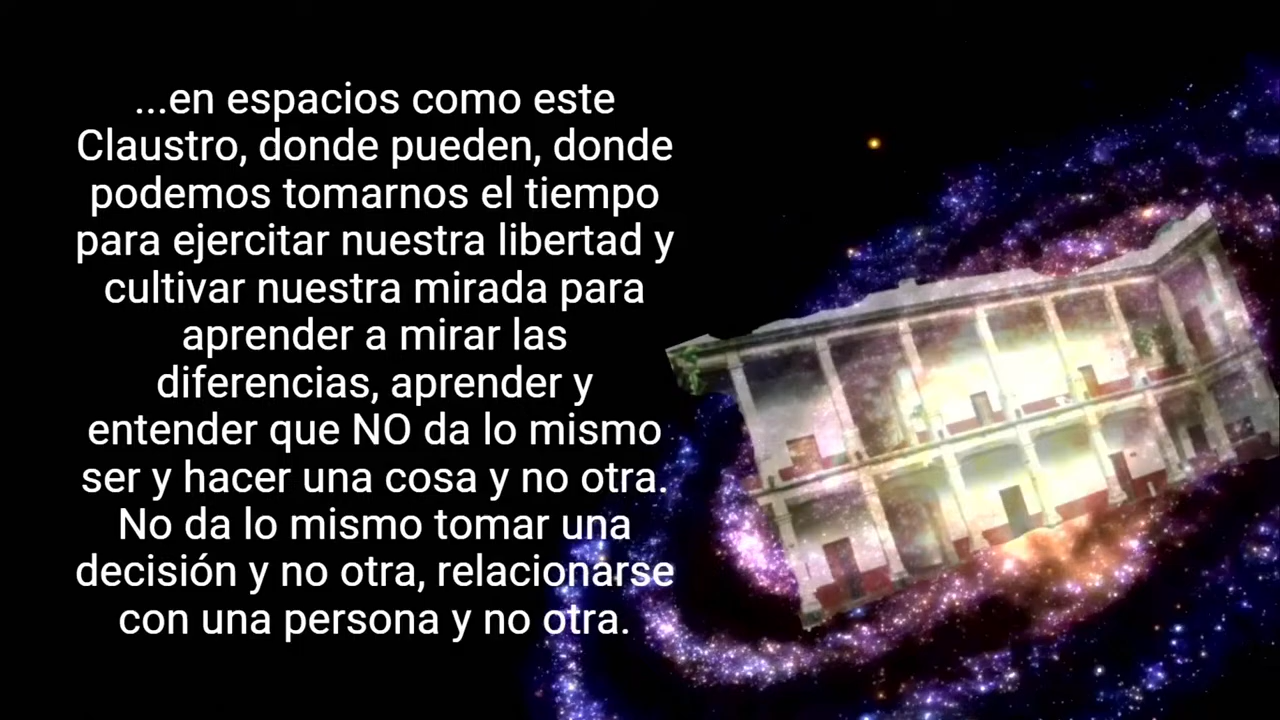 ...en espacios como este
Claustro, donde pueden, donde
podemos tomarnos el tiempo
para ejercitar nuestra libertad y
cultivar nuestra mirada para
aprender a mirar las
diferencias, aprender y
entender que NO da lo mismo
ser y hacer una cosa y no otra.
No da lo mismo tomar una
decisión y no otra, relacionarse
con una persona y no otra.